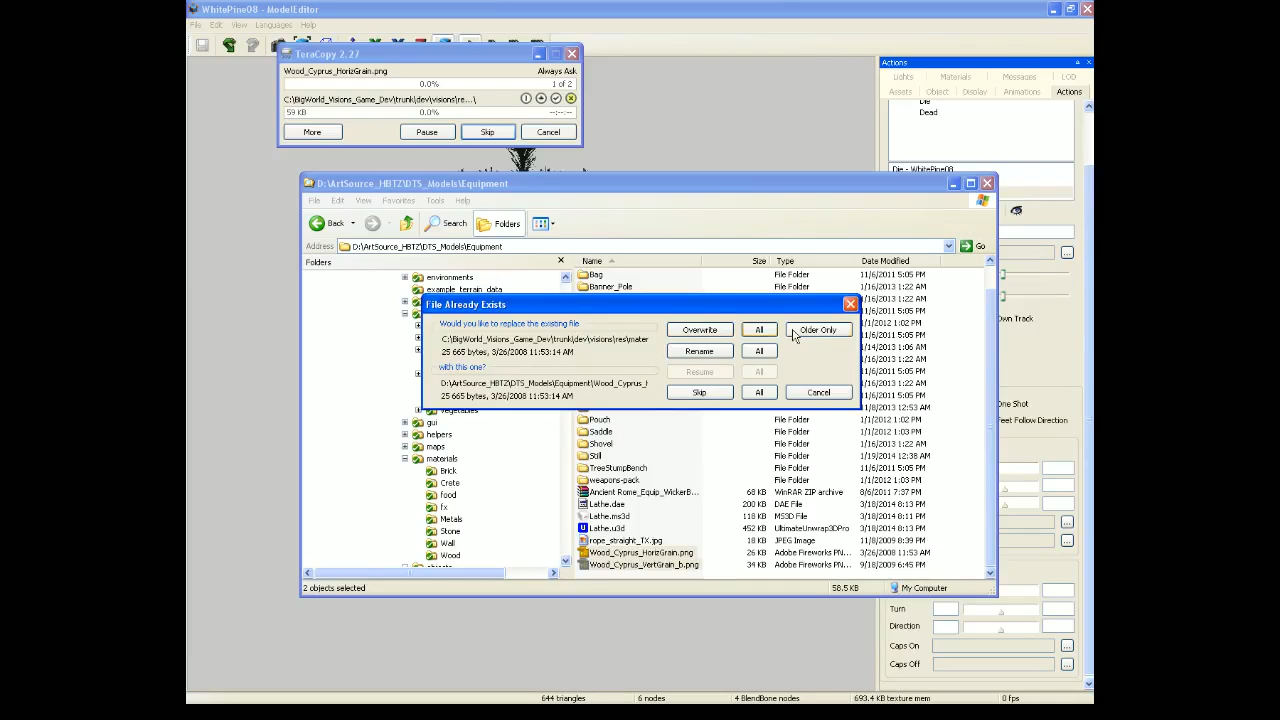 WhitePine08 - ModelEditor
File Edit View Languages Help
TeraCopy 2.27
Wood_Cyprus_HorizGrain.png Always Ask
0.0% 1 of 2
C:\BigWorld_Visions_Game_Dev\trunk\dev\visions\re...\
59 KB 0.0% --:--:--
More Pause Skip Cancel
Actions
Lights Materials Messages LOD
Assets Object Display Animations Actions
Die
Dead
Die - WhitePine08
D:\ArtSource_HBTZ\DTS_Models\Equipment
File Edit View Favorites Tools Help
Back Search Folders
Address D:\ArtSource_HBTZ\DTS_Models\Equipment Go
Folders Name Size Type Date Modified
environments Bag File Folder 11/6/2011 5:05 PM
example_terrain_data Banner_Pole File Folder 1/16/2013 1:22 AM
File Already Exists
Would you like to replace the existing file
C:\BigWorld_Visions_Game_Dev\trunk\dev\visions\res\mater
25 665 bytes, 3/26/2008 11:53:14 AM
with this one?
D:\ArtSource_HBTZ\DTS_Models\Equipment\Wood_Cyprus_H
25 665 bytes, 3/26/2008 11:53:14 AM
Overwrite All Older Only
Rename All
Resume All
Skip All Cancel
own Track
One Shot
Feet Follow Direction
vegetables
gui Pouch File Folder 1/1/2012 1:02 PM
helpers Saddle File Folder 1/1/2012 1:03 PM
maps Shovel File Folder 1/16/2013 1:22 AM
materials Still File Folder 1/19/2014 12:38 AM
Brick TreeStumpBench File Folder 11/6/2011 5:05 PM
Crete weapons-pack File Folder 1/1/2012 1:03 PM
food Ancient Rome_Equip_WickerB... 68 KB WinRAR ZIP archive 8/6/2011 7:37 PM
fx Lathe.dae 200 KB DAE File 3/18/2014 8:13 PM
Metals Lathe.ms3d 118 KB MS3D File 3/18/2014 8:11 PM
Stone Lathe.u3d 452 KB UltimateUnwrap3DPro 3/18/2014 8:13 PM
Wall rope_straight_TX.jpg 18 KB JPEG Image 11/8/2009 8:39 PM
Wood Wood_Cyprus_HorizGrain.png 26 KB Adobe Fireworks PN... 3/26/2008 11:53 AM
Wood_Cyprus_VertGrain_b.png 34 KB Adobe Fireworks PN... 9/18/2009 6:45 PM
2 objects selected 58.5 KB My Computer
Turn
Direction
Caps On
Caps Off
644 triangles 6 nodes 4 BlendBone nodes 693.4 KB texture mem 0 fps